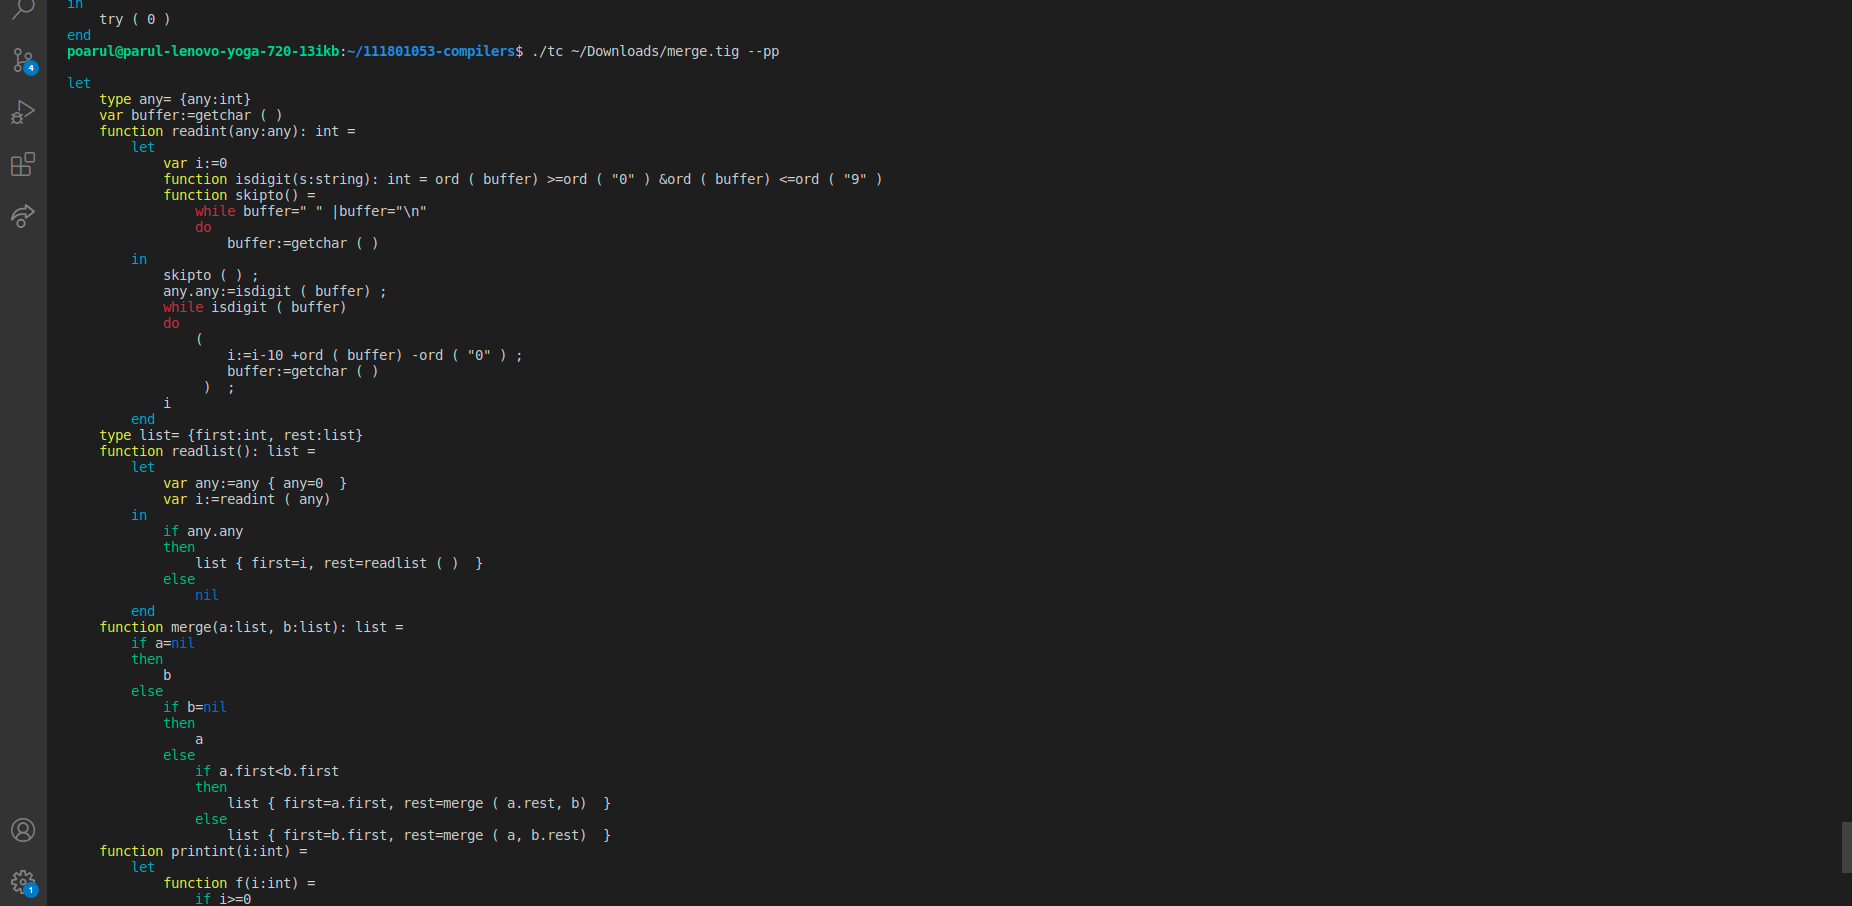 in
    try ( 0 )
end
poarul@parul-lenovo-yoga-720-13ikb:~/111801053-compilers$ ./tc ~/Downloads/merge.tig --pp

let
    type any= {any:int}
    var buffer:=getchar ( )
    function readint(any:any): int =
        let
            var i:=0
            function isdigit(s:string): int = ord ( buffer) >=ord ( "0" ) &ord ( buffer) <=ord ( "9" )
            function skipto() =
                while buffer=" " |buffer="\n"
                do
                    buffer:=getchar ( )
        in
            skipto ( ) ;
            any.any:=isdigit ( buffer) ;
            while isdigit ( buffer)
            do
                (
                    i:=i-10 +ord ( buffer) -ord ( "0" ) ;
                    buffer:=getchar ( )
                 )  ;
            i
        end
    type list= {first:int, rest:list}
    function readlist(): list =
        let
            var any:=any { any=0  }
            var i:=readint ( any)
        in
            if any.any
            then
                list { first=i, rest=readlist ( )  }
            else
                nil
        end
    function merge(a:list, b:list): list =
        if a=nil
        then
            b
        else
            if b=nil
            then
                a
            else
                if a.first<b.first
                then
                    list { first=a.first, rest=merge ( a.rest, b)  }
                else
                    list { first=b.first, rest=merge ( a, b.rest)  }
    function printint(i:int) =
        let
            function f(i:int) =
                if i>=0
4
1